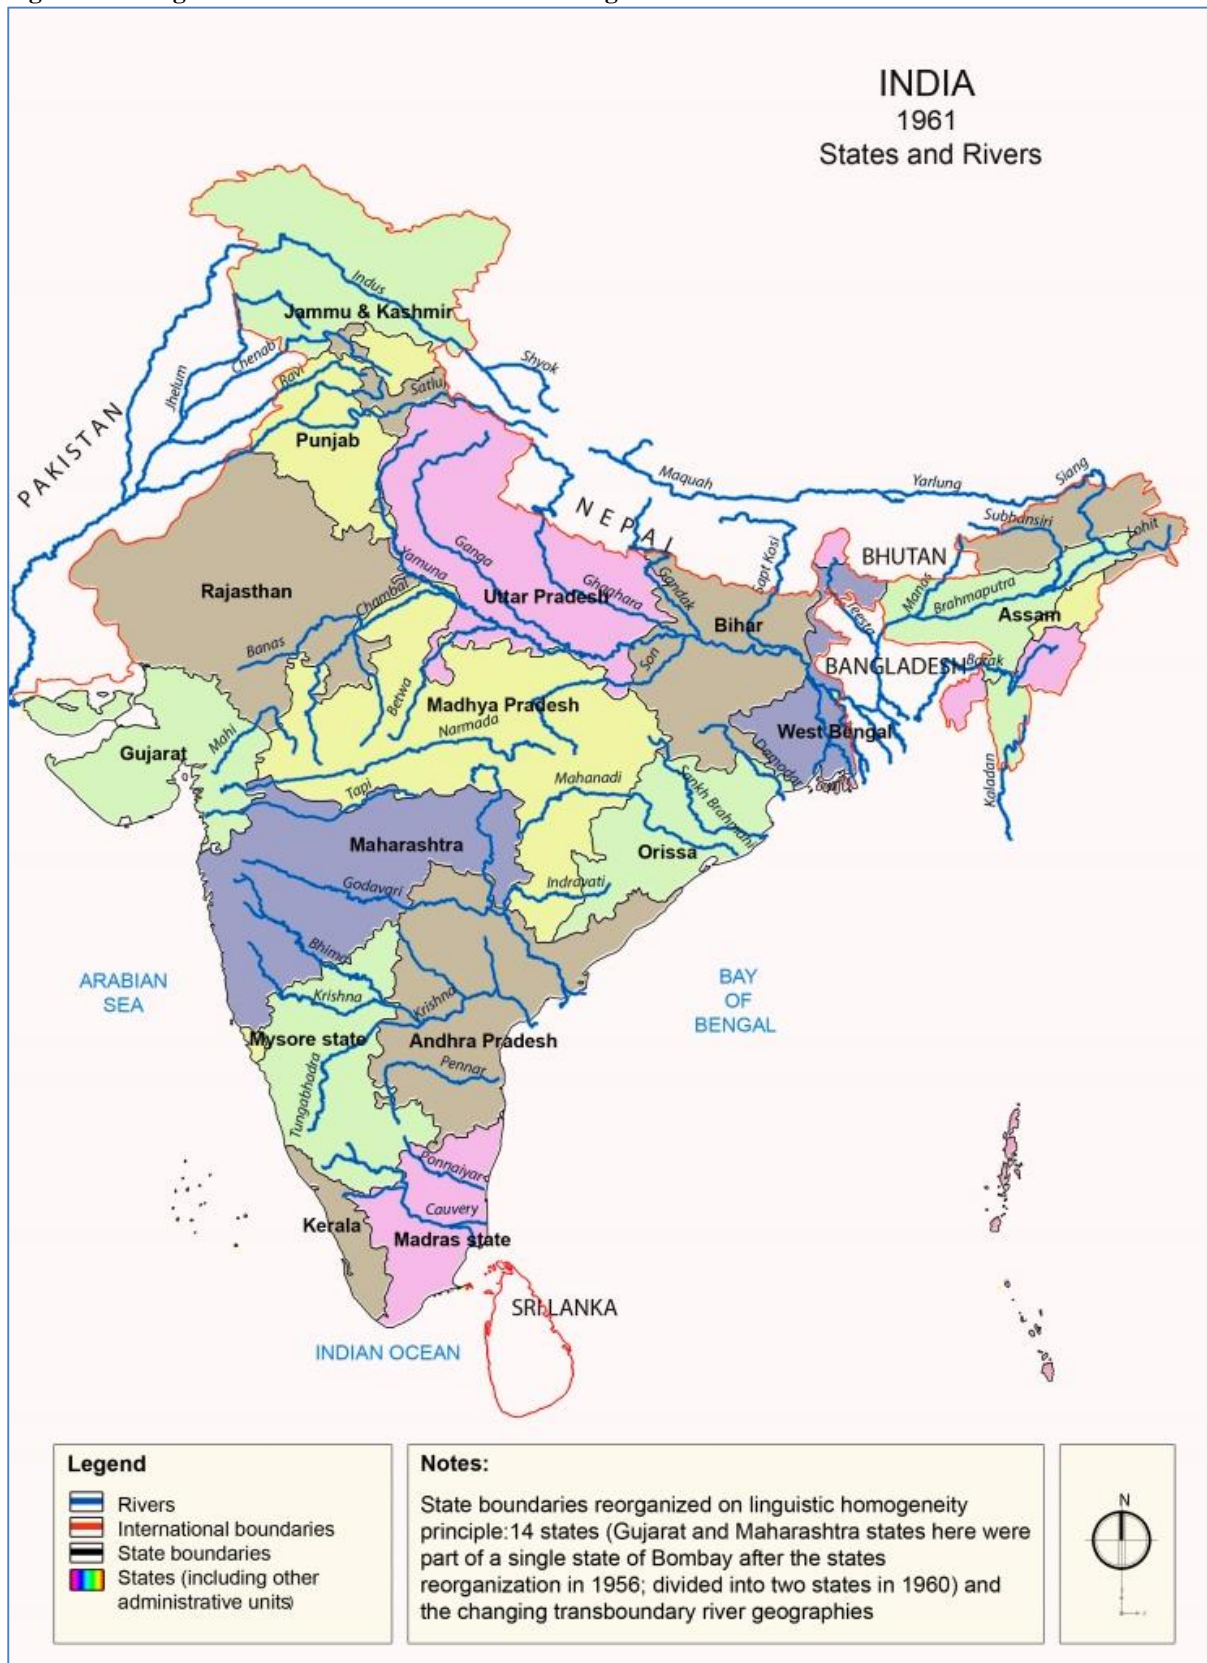 INDIA
1961
States and Rivers
Indus
Jammu & Kashmir
Shyok
Chenab
Jhelum
Ravi
Satlu
PAKISTAN
Punjab
Maquah
Yarlung
Siang
NEPAL
Subhansiri
Lohit
Ganga
Yamuna
BHUTAN
Rajasthan
Chambal
Uttar Pradesh
Ghaghara
Gandak
Sapt Kosi
Manas
Brahmaputra
Assam
Teesta
Bihar
Banas
Son
BANGLADESH
Barak
Betwa
Madhya Pradesh
Narmada
West Bengal
Mahi
Gujarat
Damodar
Mahanadi
Sankh Brahmani
Kaladan
Tapi
Maharashtra
Orissa
Godavari
Indravati
Bhima
ARABIAN
SEA
BAY
OF
BENGAL
Krishna
Krishna
Mysore state
Andhra Pradesh
Pennar
Tungabhadra
Ponnaiyar
Cauvery
Kerala
Madras state
SRI LANKA
INDIAN OCEAN
Legend
Rivers
International boundaries
State boundaries
States (including other
administrative units)
Notes:
State boundaries reorganized on linguistic homogeneity
principle:14 states (Gujarat and Maharashtra states here were
part of a single state of Bombay after the states
reorganization in 1956; divided into two states in 1960) and
the changing transboundary river geographies
N